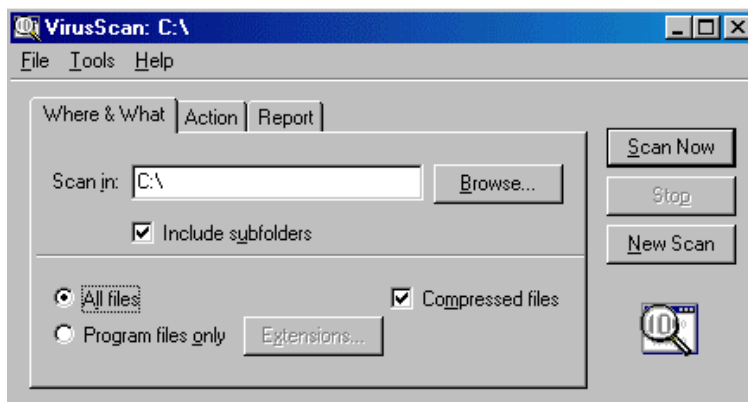 VirusScan: C:\
File Tools Help
Where & What Action Report
Scan in: C:\ Browse...
Include subfolders
All files
Compressed files
Program files only Extensions...
Scan Now
Stop
New Scan